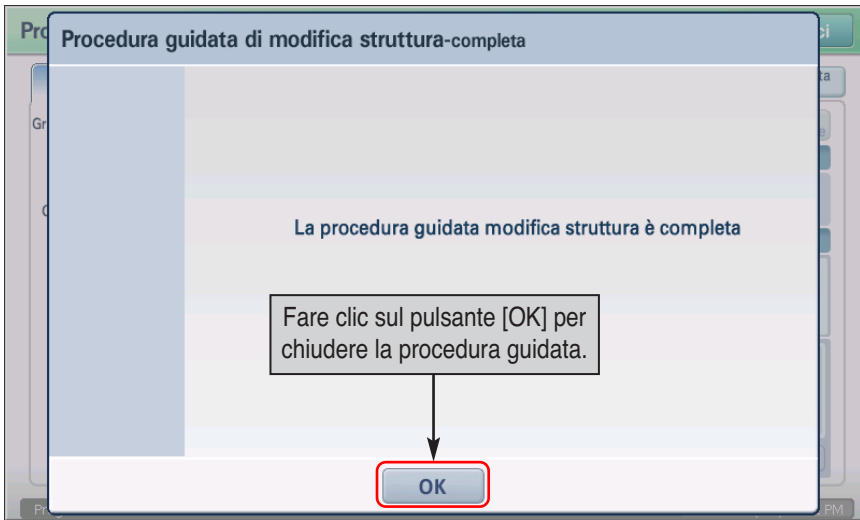 Procedura guidata di modifica struttura-completa
La procedura guidata modifica struttura è completa
Fare clic sul pulsante [OK] per
chiudere la procedura guidata.
OK
PM